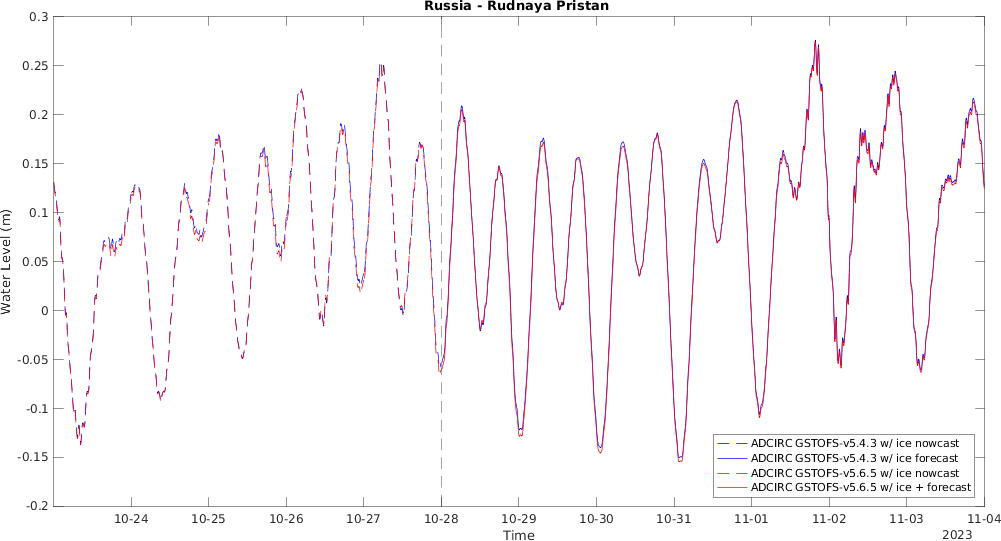 Russia - Rudnaya Pristan
0.3
0.25
0.2
0.15
0.1
0.05
0
-0.05
-0.1
-0.15
-0.2
Water Level (m)
ADCIRC GSTOFS-v5.4.3 w/ ice nowcast
ADCIRC GSTOFS-v5.4.3 w/ ice forecast
ADCIRC GSTOFS-v5.6.5 w/ ice nowcast
ADCIRC GSTOFS-v5.6.5 w/ ice + forecast
10-24 10-25 10-26 10-27 10-28 10-29 10-30 10-31 11-01 11-02 11-03 11-04
Time
2023